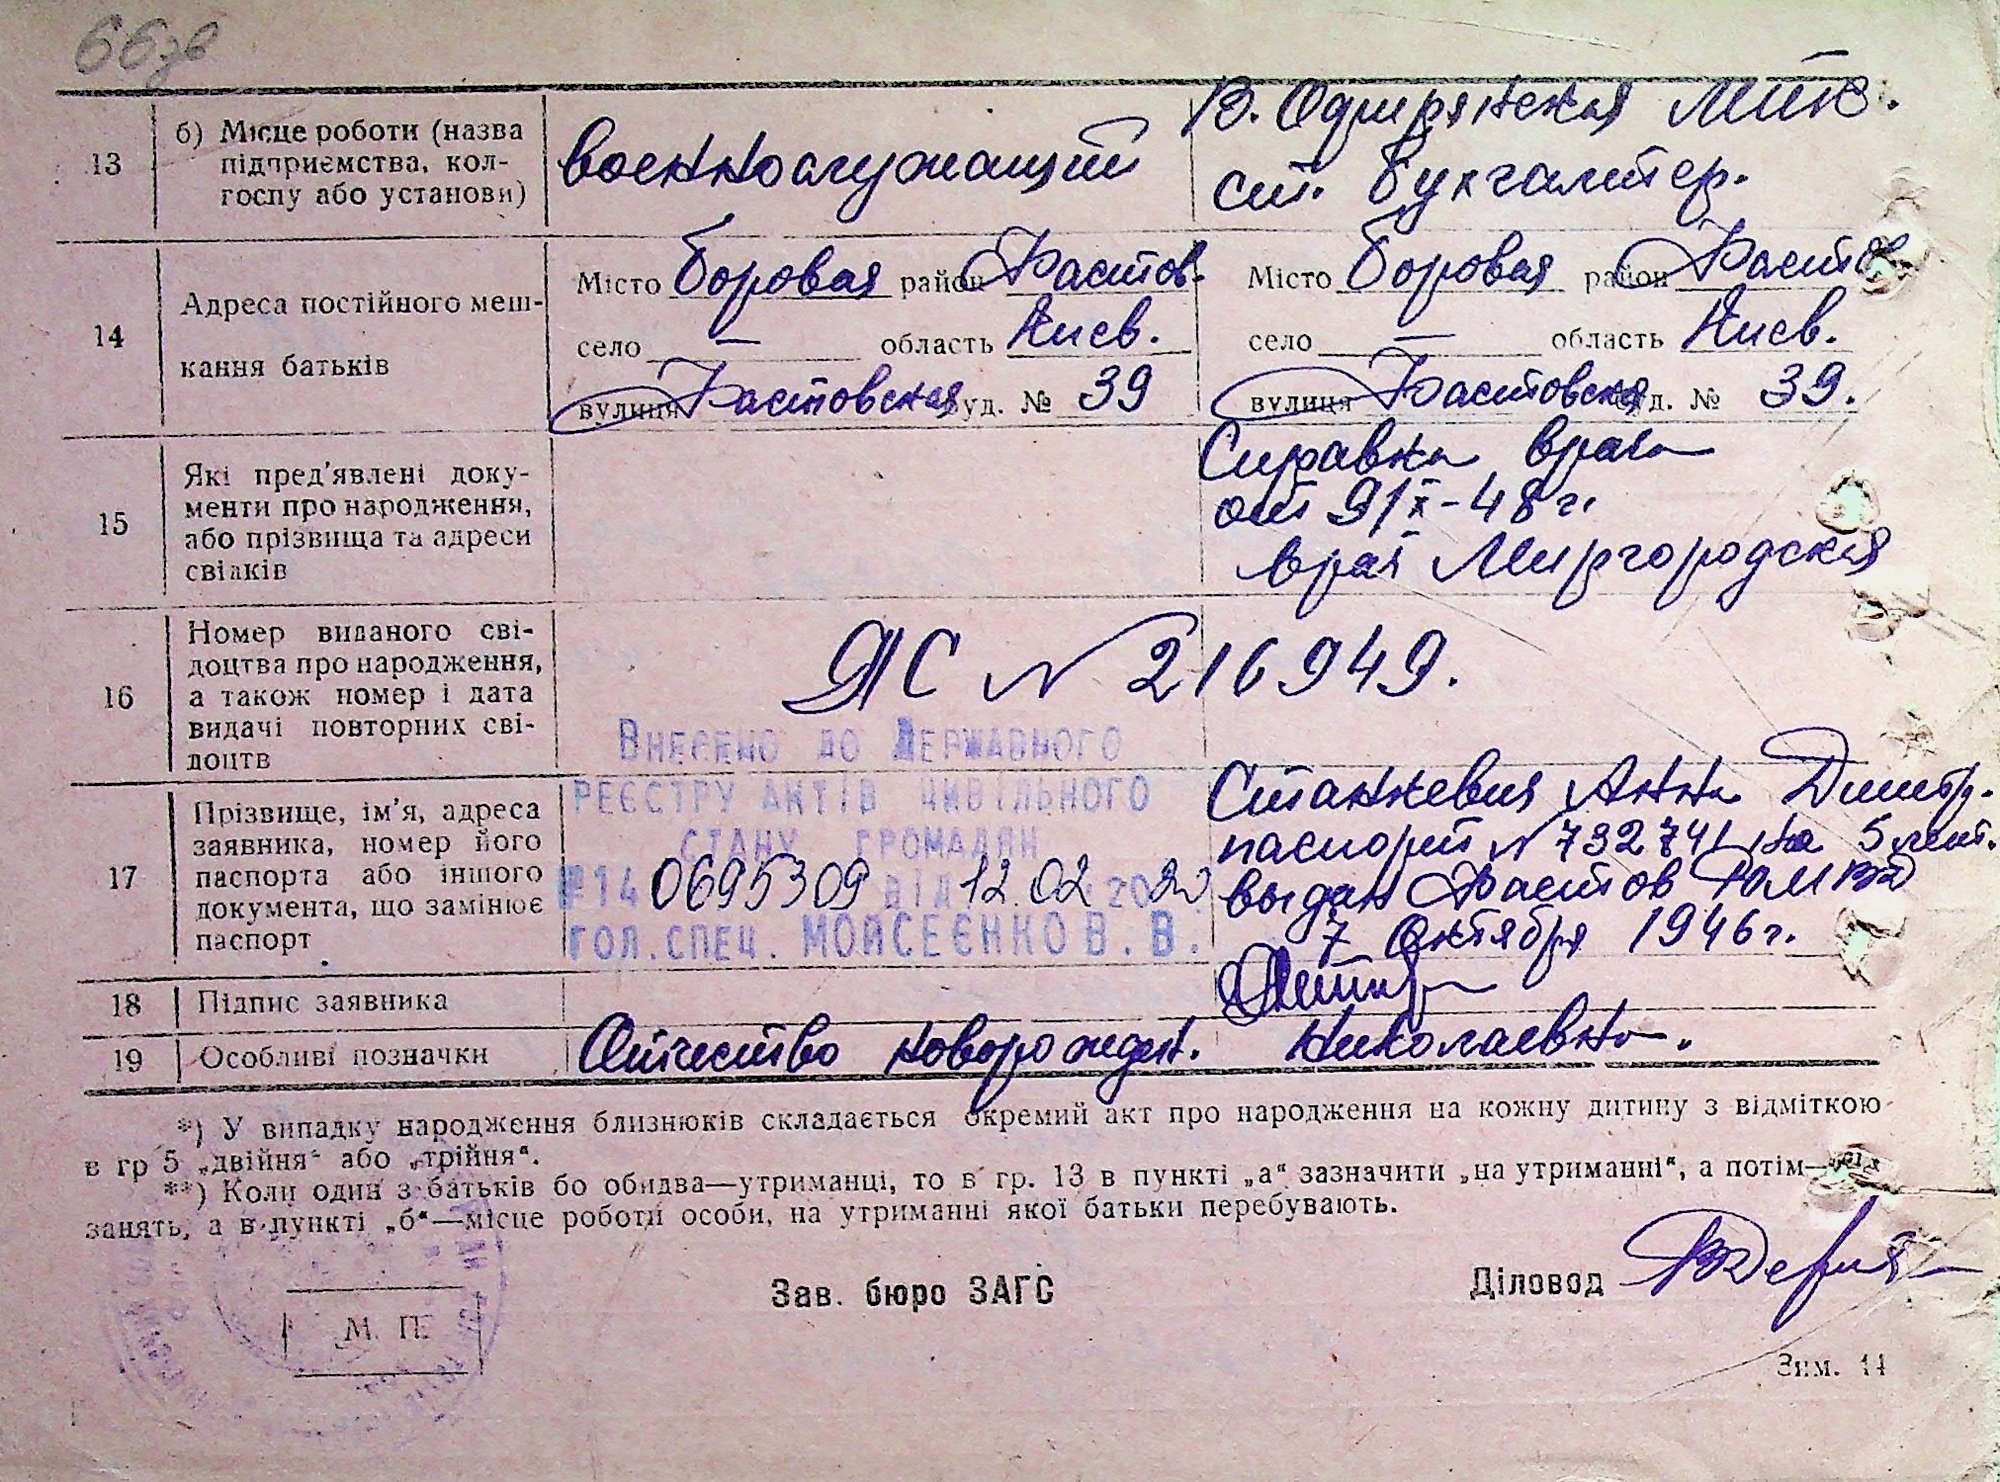 66зв
13
б) Місце роботи (назва
підприємства, кол-
госпу або установи)
военнослужащий
ст. бухгалтер.
14
Адреса постійного меш-
кання батьків
Місто Боровая район Фастов.
село — область Киев.
вулиця Фастовская буд. № 39
Місто Боровая район Фастов
село — область Киев.
вулиця Фастовская буд. № 39.
15
Які пред'явлені доку-
менти про народження,
або прізвища та адреси
свідків
Справка врача
от 9/X-48 г.
врач Миргородская
16
Номер виданого сві-
доцтва про народження,
а також номер і дата
видачі повторних сві-
доцтв
ЯС № 216949.
Внесено до Державного
реєстру актів цивільного
стану громадян
№14 0695309 від 12.02.2020
гол.спец. Мойсеєнко В.В.
17
Прізвище, ім'я, адреса
заявника, номер його
паспорта або іншого
документа, що замінює
паспорт
Станкевич Анна Дмитр.
паспорт № 732741 на 5 лет.
выдан Фастов РОМВД
7 Октября 1946 г.
18
Підпис заявника
19
Особливі позначки
Отчество новорожден. Николаевна.
*) У випадку народження близнюків складається окремий акт про народження на кожну дитину з відміткою
в гр 5 „двійня“ або „трійня“.
**) Коли один з батьків бо обидва—утриманці, то в гр. 13 в пункті „а“ зазначити „на утриманні“, а потім—
занять, а в пункті „б“—місце роботи особи, на утриманні якої батьки перебувають.
Зав. бюро ЗАГС
Діловод
М. П.
Зим. 14